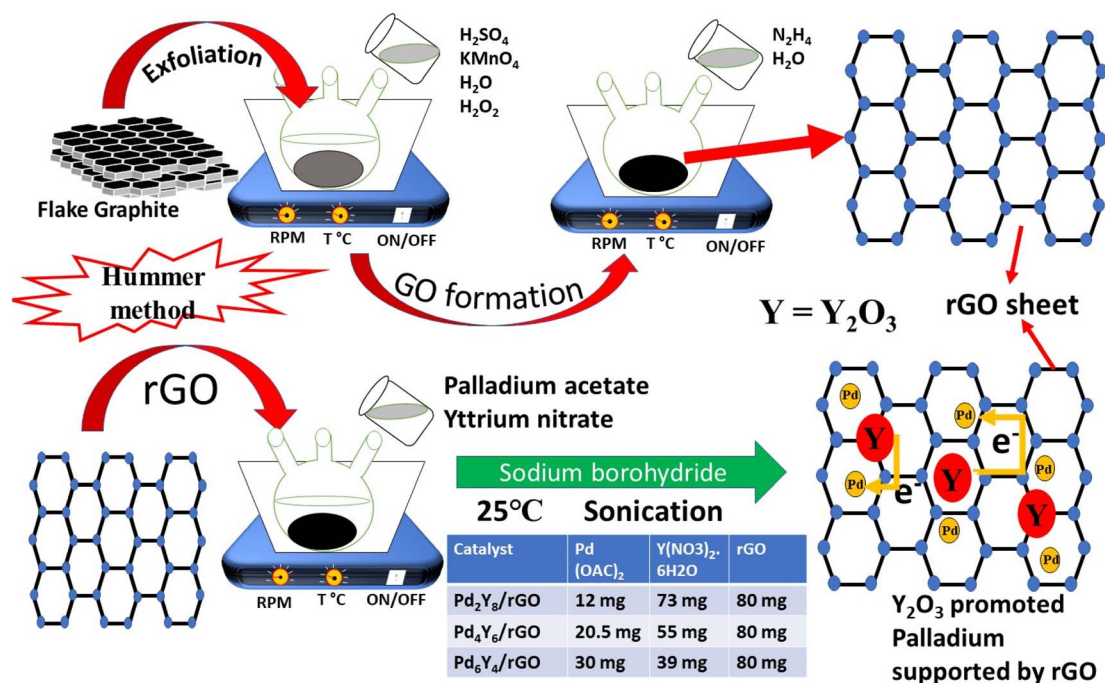 Exfoliation
H₂SO₄
KMnO₄
H₂O
H₂O₂
N₂H₄
H₂O
Flake Graphite
RPM T °C ON/OFF
RPM T °C ON/OFF
Hummer
method
GO formation
Y = Y₂O₃
rGO sheet
rGO
Palladium acetate
Yttrium nitrate
Sodium borohydride
25°C Sonication
RPM T °C ON/OFF
Catalyst Pd (OAC)₂ Y(NO3)₂. 6H2O rGO
Pd₂Y₈/rGO 12 mg 73 mg 80 mg
Pd₄Y₆/rGO 20.5 mg 55 mg 80 mg
Pd₆Y₄/rGO 30 mg 39 mg 80 mg
Pd
Pd
Y
e⁻
Pd
Y
Pd
e⁻
Y
Pd
Pd
Y₂O₃ promoted
Palladium
supported by rGO